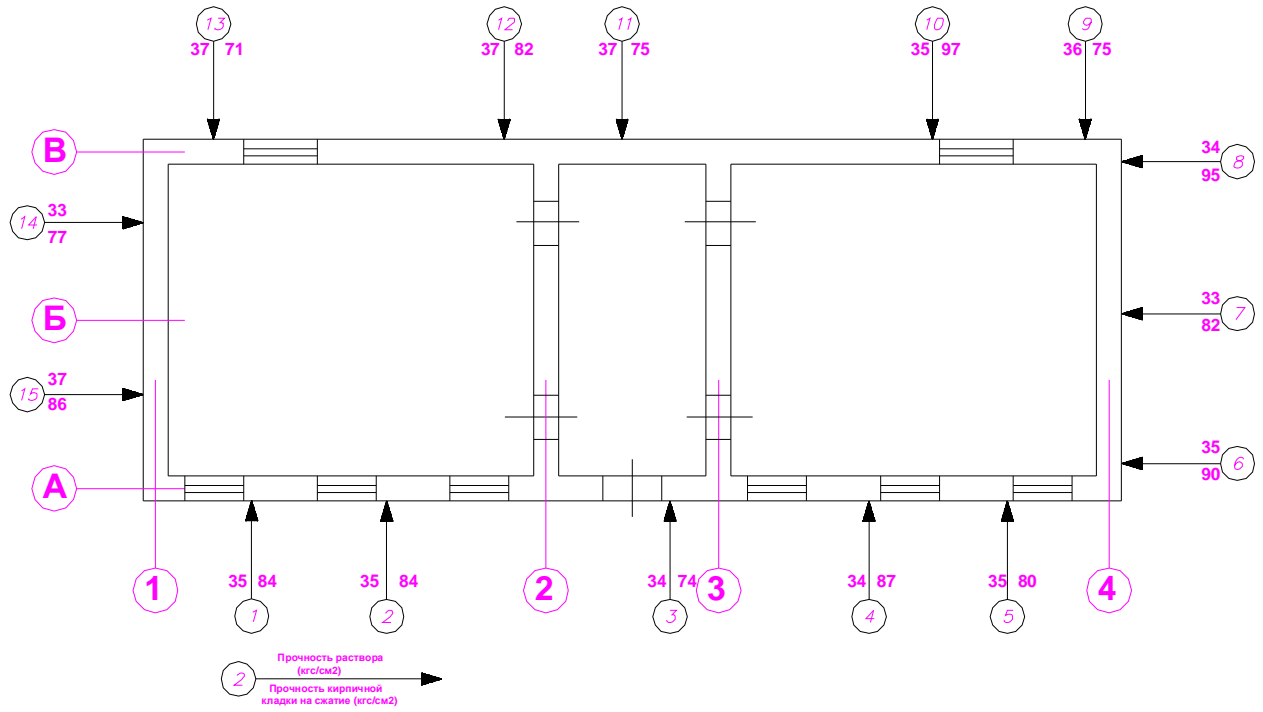 13 12 11 10 9
37 71 37 82 37 75 35 97 36 75
В
34
8
95
14
33
77
Б
33
7
82
15
37
86
А
35
6
90
1 35 84 35 84 2 34 74 3 34 87 35 80 4
1 2 3 4 5
2
Прочность раствора
(кгс/см2)
Прочность кирпичной
кладки на сжатие (кгс/см2)